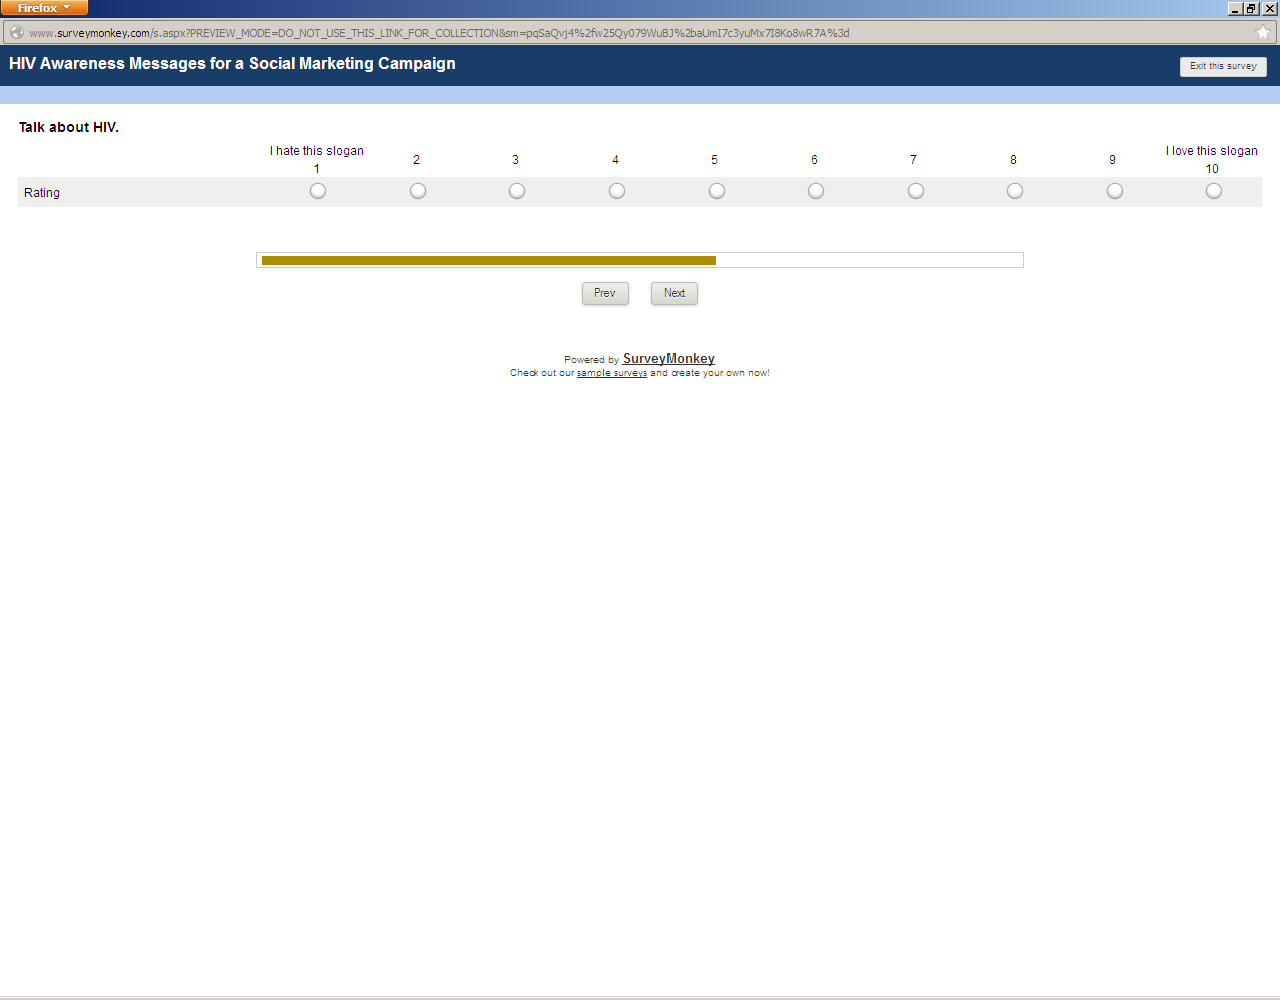 Firefox
www.surveymonkey.com/s.aspx?PREVIEW_MODE=DO_NOT_USE_THIS_LINK_FOR_COLLECTION&sm=pqSaQvj4%2fw25Qy079WuBJ%2baUmI7c3yuMx7I8Ko8wR7A%3d
HIV Awareness Messages for a Social Marketing Campaign
Exit this survey
Talk about HIV.
I hate this slogan 1 2 3 4 5 6 7 8 9 I love this slogan 10
Rating
Prev Next
Powered by SurveyMonkey
Check out our sample surveys and create your own now!